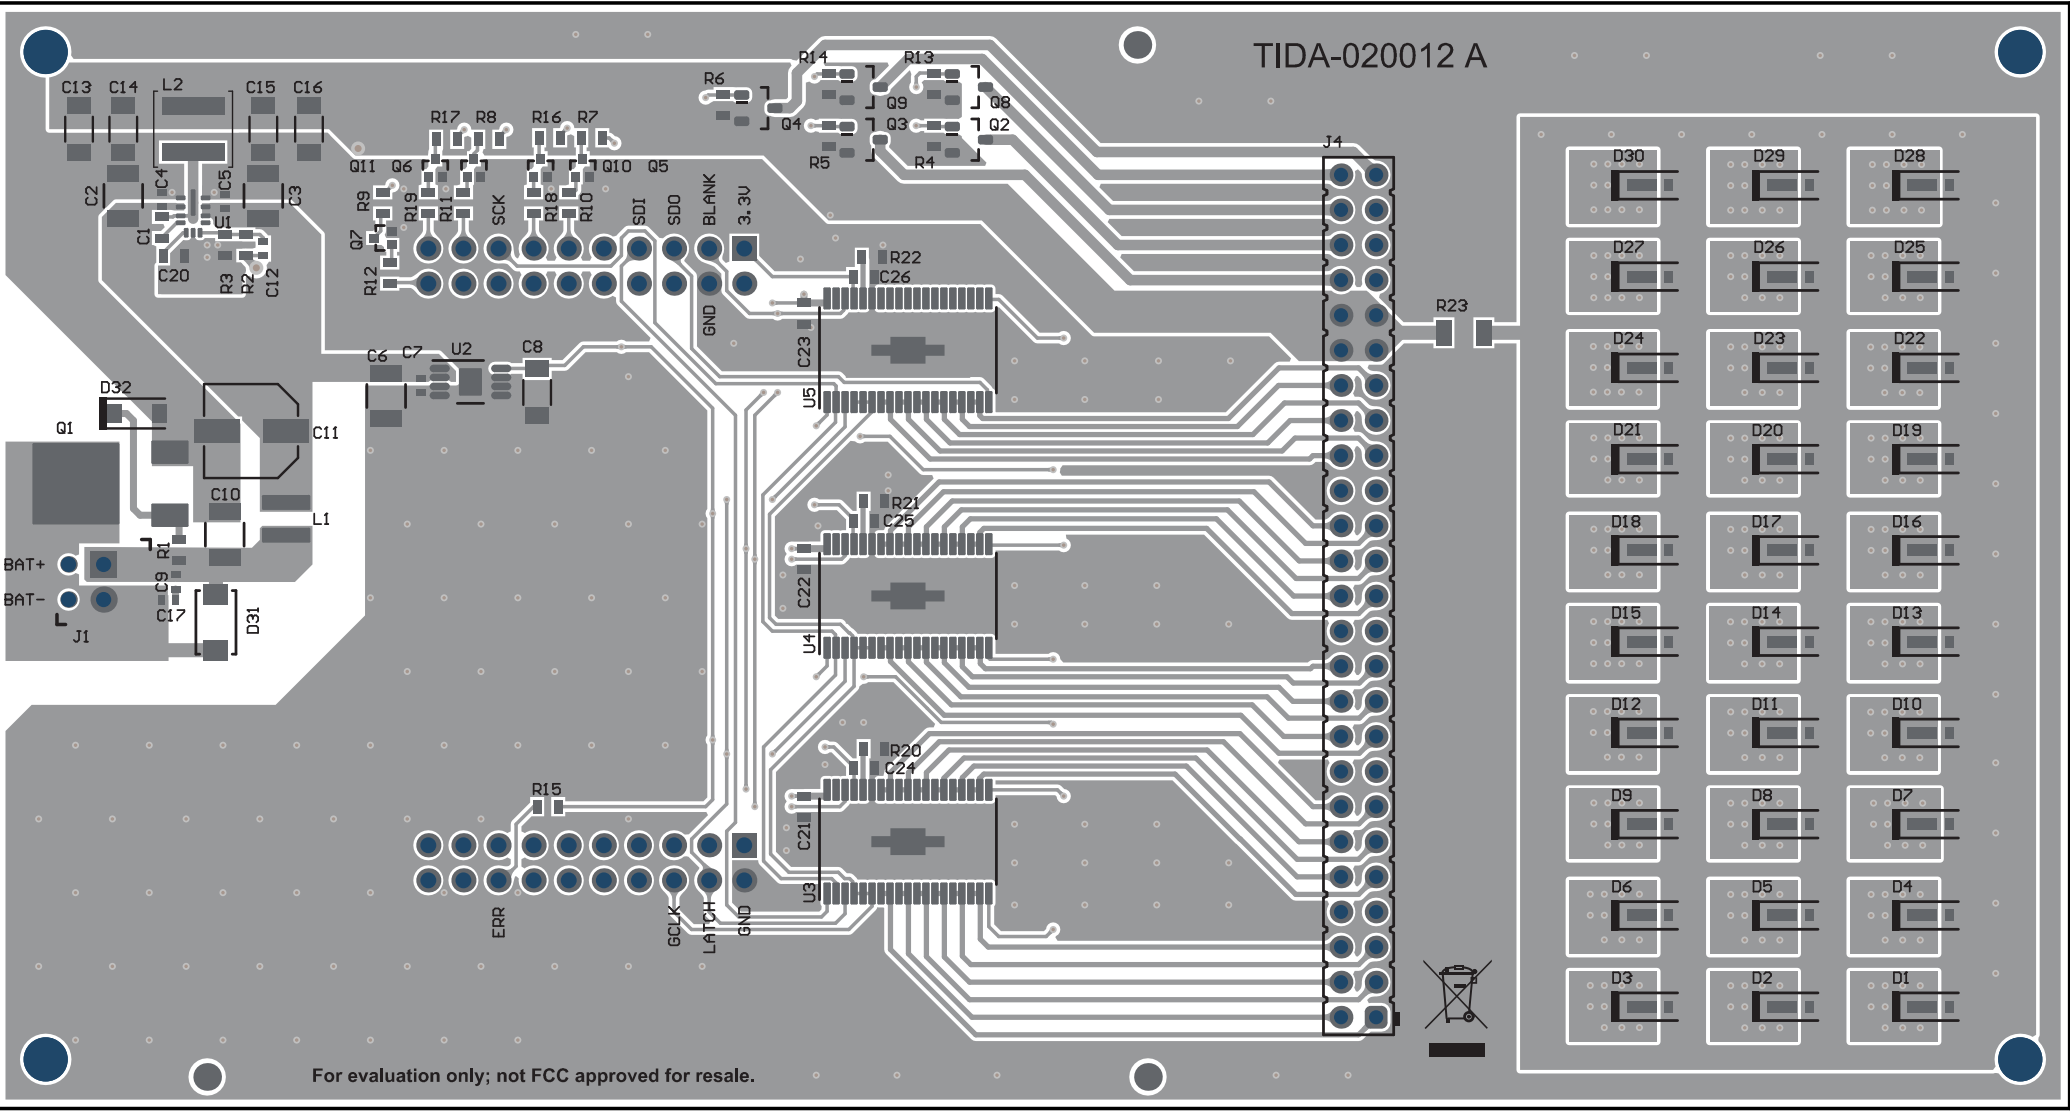 TIDA-020012 A
R14 R13
R6
C13 C14 L2 C15 C16
Q9 Q8
R17 R8 R16 R7
Q4 Q3 Q2
J4
R5 R4
Q11 Q6 Q10 Q5
D30 D29 D28
C4 C5
C2 C3
R9 R19 R11 SCK R18 R10 SDI SDO BLANK 3.3V
C1 U1
Q7
D27 D26 D25
C20 R3 R2 C12
R12
R22
C26
GND
R23
C23
D24 D23 D22
C6 C7 U2 C8
D32
U5
Q1
C11
D21 D20 D19
C10
L1
R21
C25
D18 D17 D16
R1
BAT+
C9
C22
BAT-
C17
D31
J1
U4
D15 D14 D13
D12 D11 D10
R20
C24
R15
D9 D8 D7
C21
U3
D6 D5 D4
ERR GCLK LATCH GND
D3 D2 D1
For evaluation only; not FCC approved for resale.